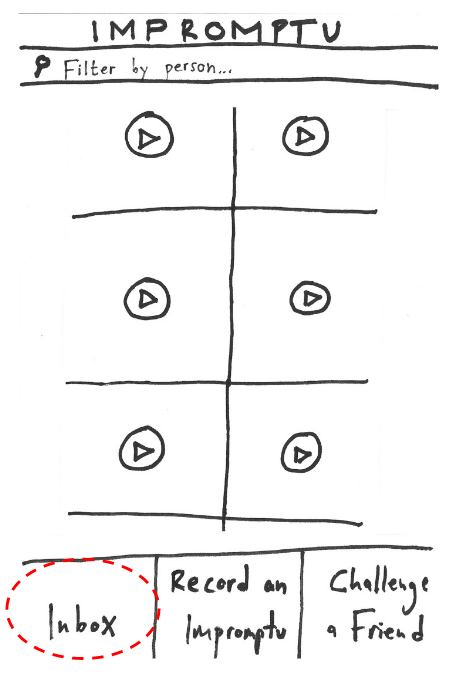 IMPROMPTU
Filter by person...
Inbox
Record an
Impromptu
Challenge
a Friend